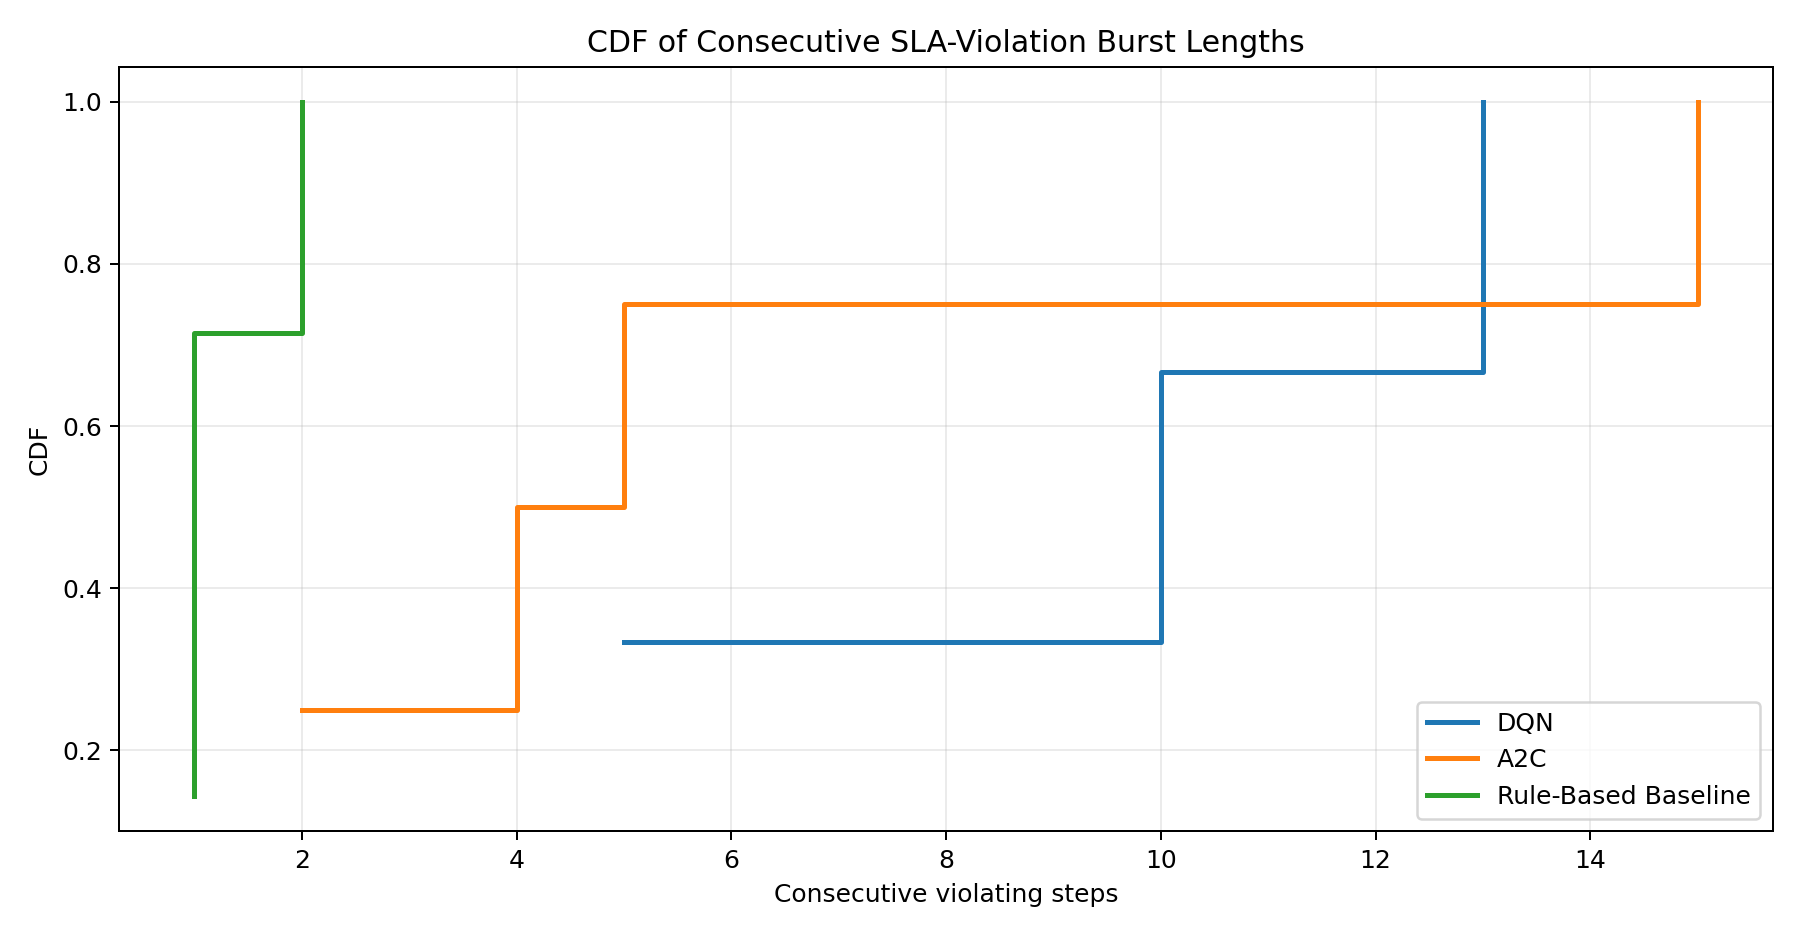 CDF of Consecutive SLA-Violation Burst Lengths
CDF
1.0
0.8
0.6
0.4
0.2
2 4 6 8 10 12 14
Consecutive violating steps
DQN
A2C
Rule-Based Baseline